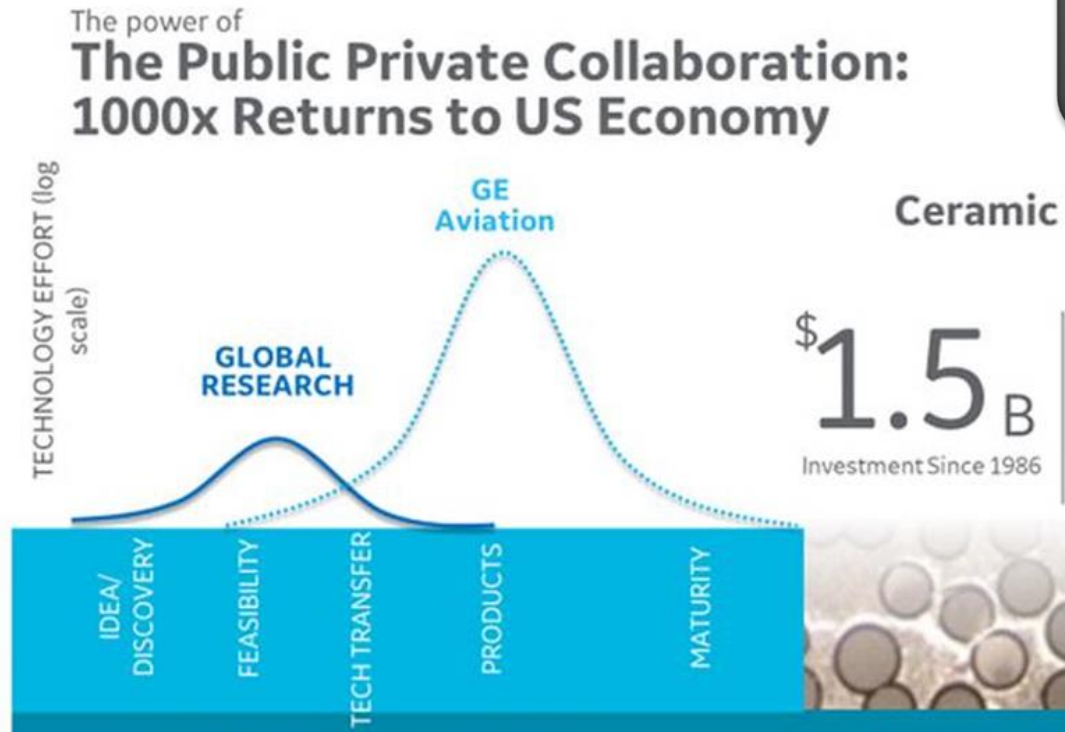 The power of
The Public Private Collaboration:
1000x Returns to US Economy
TECHNOLOGY EFFORT (log
scale)
GE
Aviation
GLOBAL
RESEARCH
IDEA/
DISCOVERY
FEASIBILITY
TECH TRANSFER
PRODUCTS
MATURITY
Ceramic
$1.5 B
Investment Since 1986